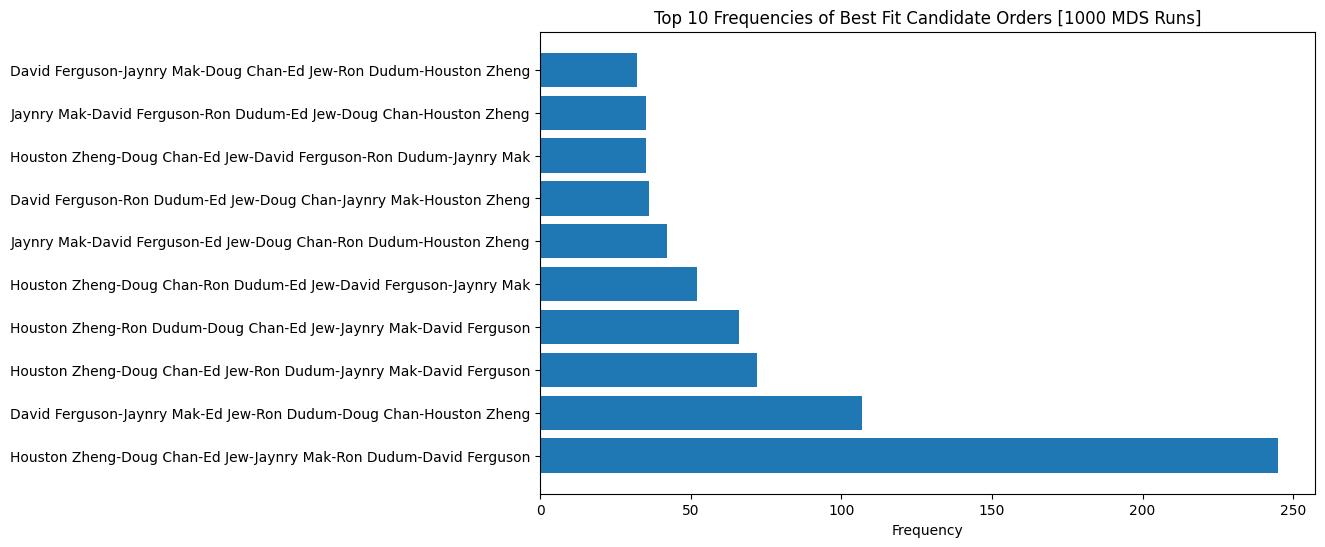 Top 10 Frequencies of Best Fit Candidate Orders [1000 MDS Runs]
David Ferguson-Jaynry Mak-Doug Chan-Ed Jew-Ron Dudum-Houston Zheng
Jaynry Mak-David Ferguson-Ron Dudum-Ed Jew-Doug Chan-Houston Zheng
Houston Zheng-Doug Chan-Ed Jew-David Ferguson-Ron Dudum-Jaynry Mak
David Ferguson-Ron Dudum-Ed Jew-Doug Chan-Jaynry Mak-Houston Zheng
Jaynry Mak-David Ferguson-Ed Jew-Doug Chan-Ron Dudum-Houston Zheng
Houston Zheng-Doug Chan-Ron Dudum-Ed Jew-David Ferguson-Jaynry Mak
Houston Zheng-Ron Dudum-Doug Chan-Ed Jew-Jaynry Mak-David Ferguson
Houston Zheng-Doug Chan-Ed Jew-Ron Dudum-Jaynry Mak-David Ferguson
David Ferguson-Jaynry Mak-Ed Jew-Ron Dudum-Doug Chan-Houston Zheng
Houston Zheng-Doug Chan-Ed Jew-Jaynry Mak-Ron Dudum-David Ferguson
0 50 100 150 200 250
Frequency